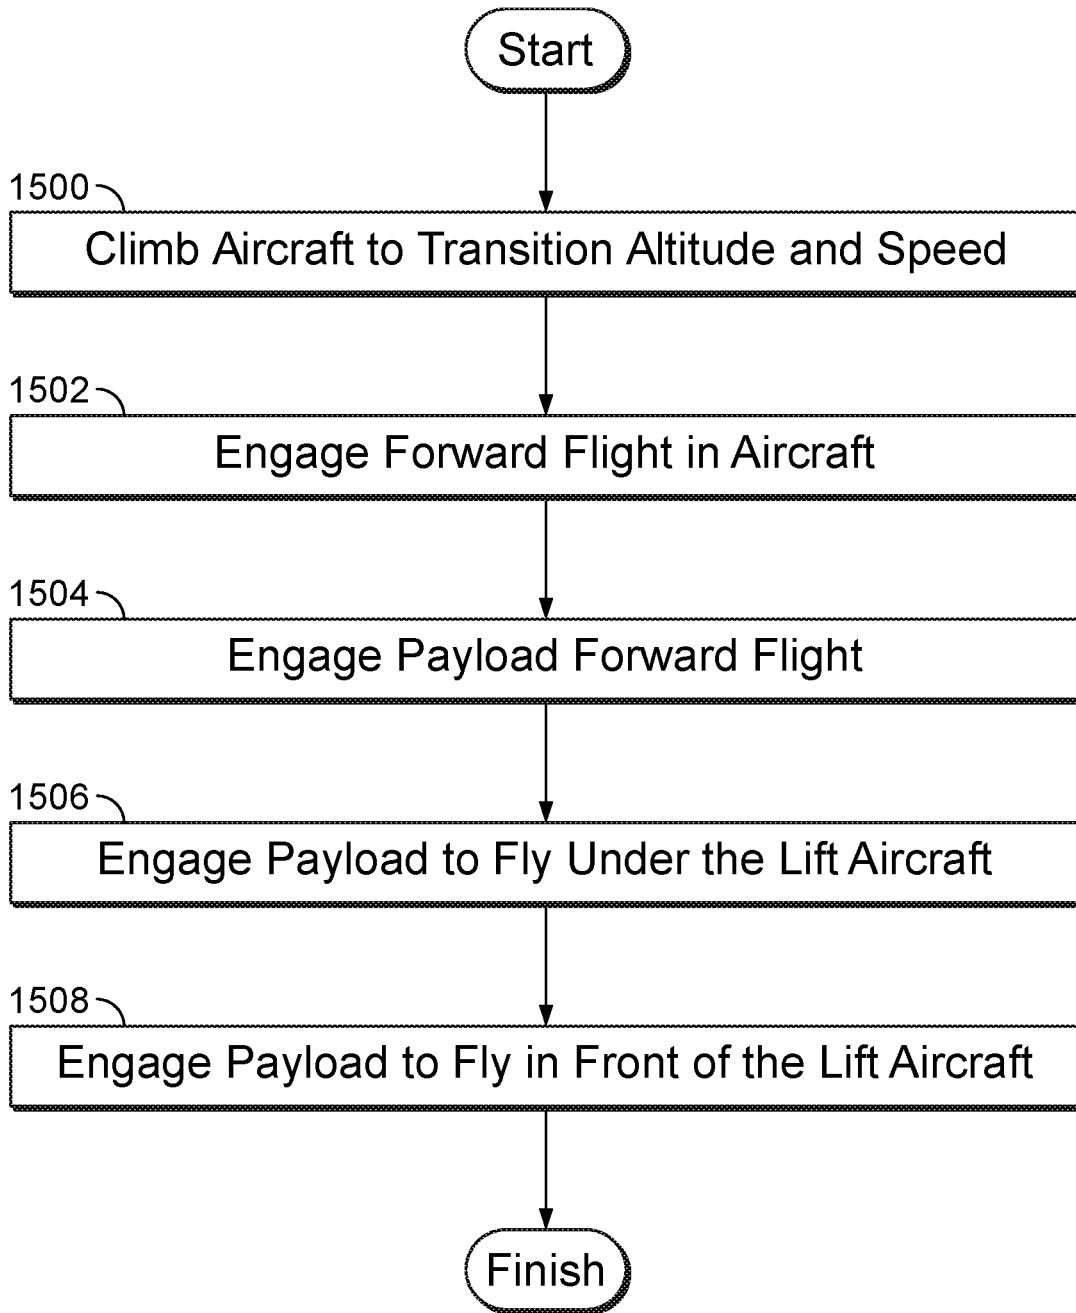 Start
1500
Climb Aircraft to Transition Altitude and Speed
1502
Engage Forward Flight in Aircraft
1504
Engage Payload Forward Flight
1506
Engage Payload to Fly Under the Lift Aircraft
1508
Engage Payload to Fly in Front of the Lift Aircraft
Finish